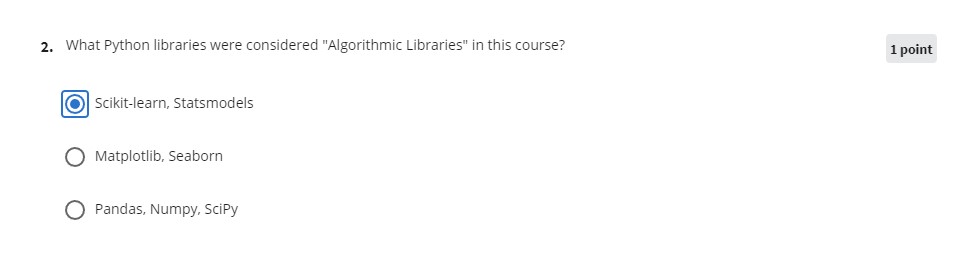 2. What Python libraries were considered "Algorithmic Libraries" in this course?
1 point
Scikit-learn, Statsmodels
Matplotlib, Seaborn
Pandas, Numpy, SciPy